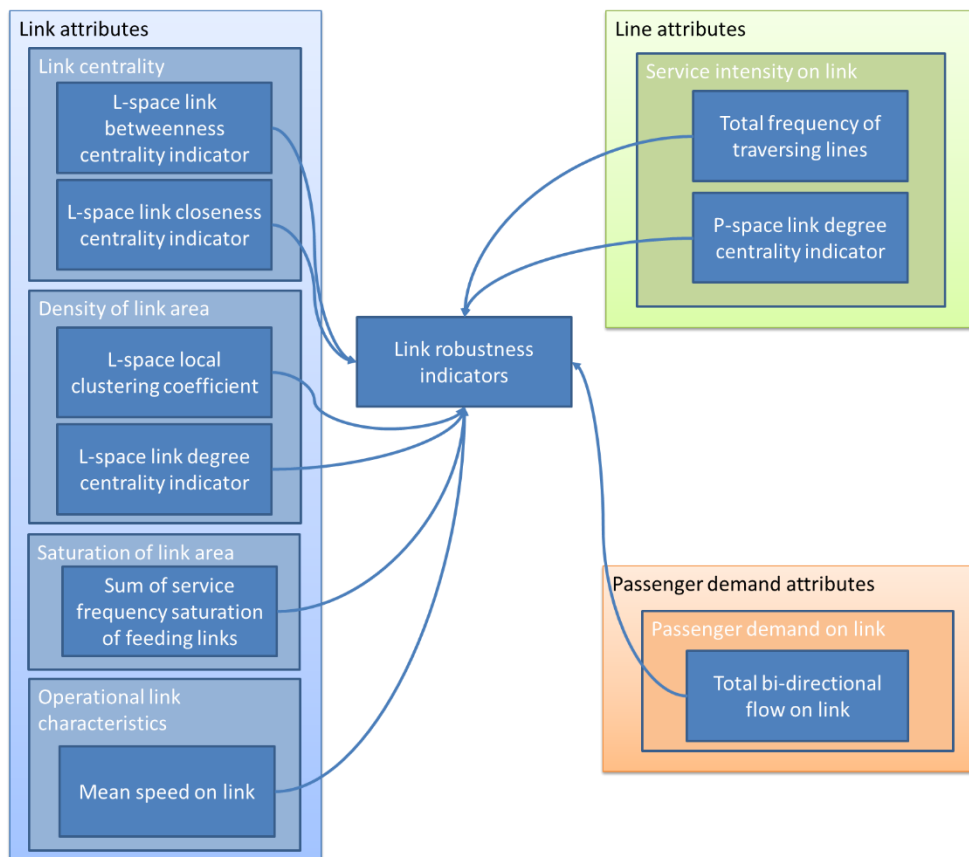 Link attributes
Link centrality
L-space link
betweenness
centrality indicator
L-space link closeness
centrality indicator
Density of link area
L-space local
clustering coefficient
L-space link degree
centrality indicator
Saturation of link area
Sum of service
frequency saturation
of feeding links
Operational link
characteristics
Mean speed on link
Link robustness
indicators
Line attributes
Service intensity on link
Total frequency of
traversing lines
P-space link degree
centrality indicator
Passenger demand attributes
Passenger demand on link
Total bi-directional
flow on link